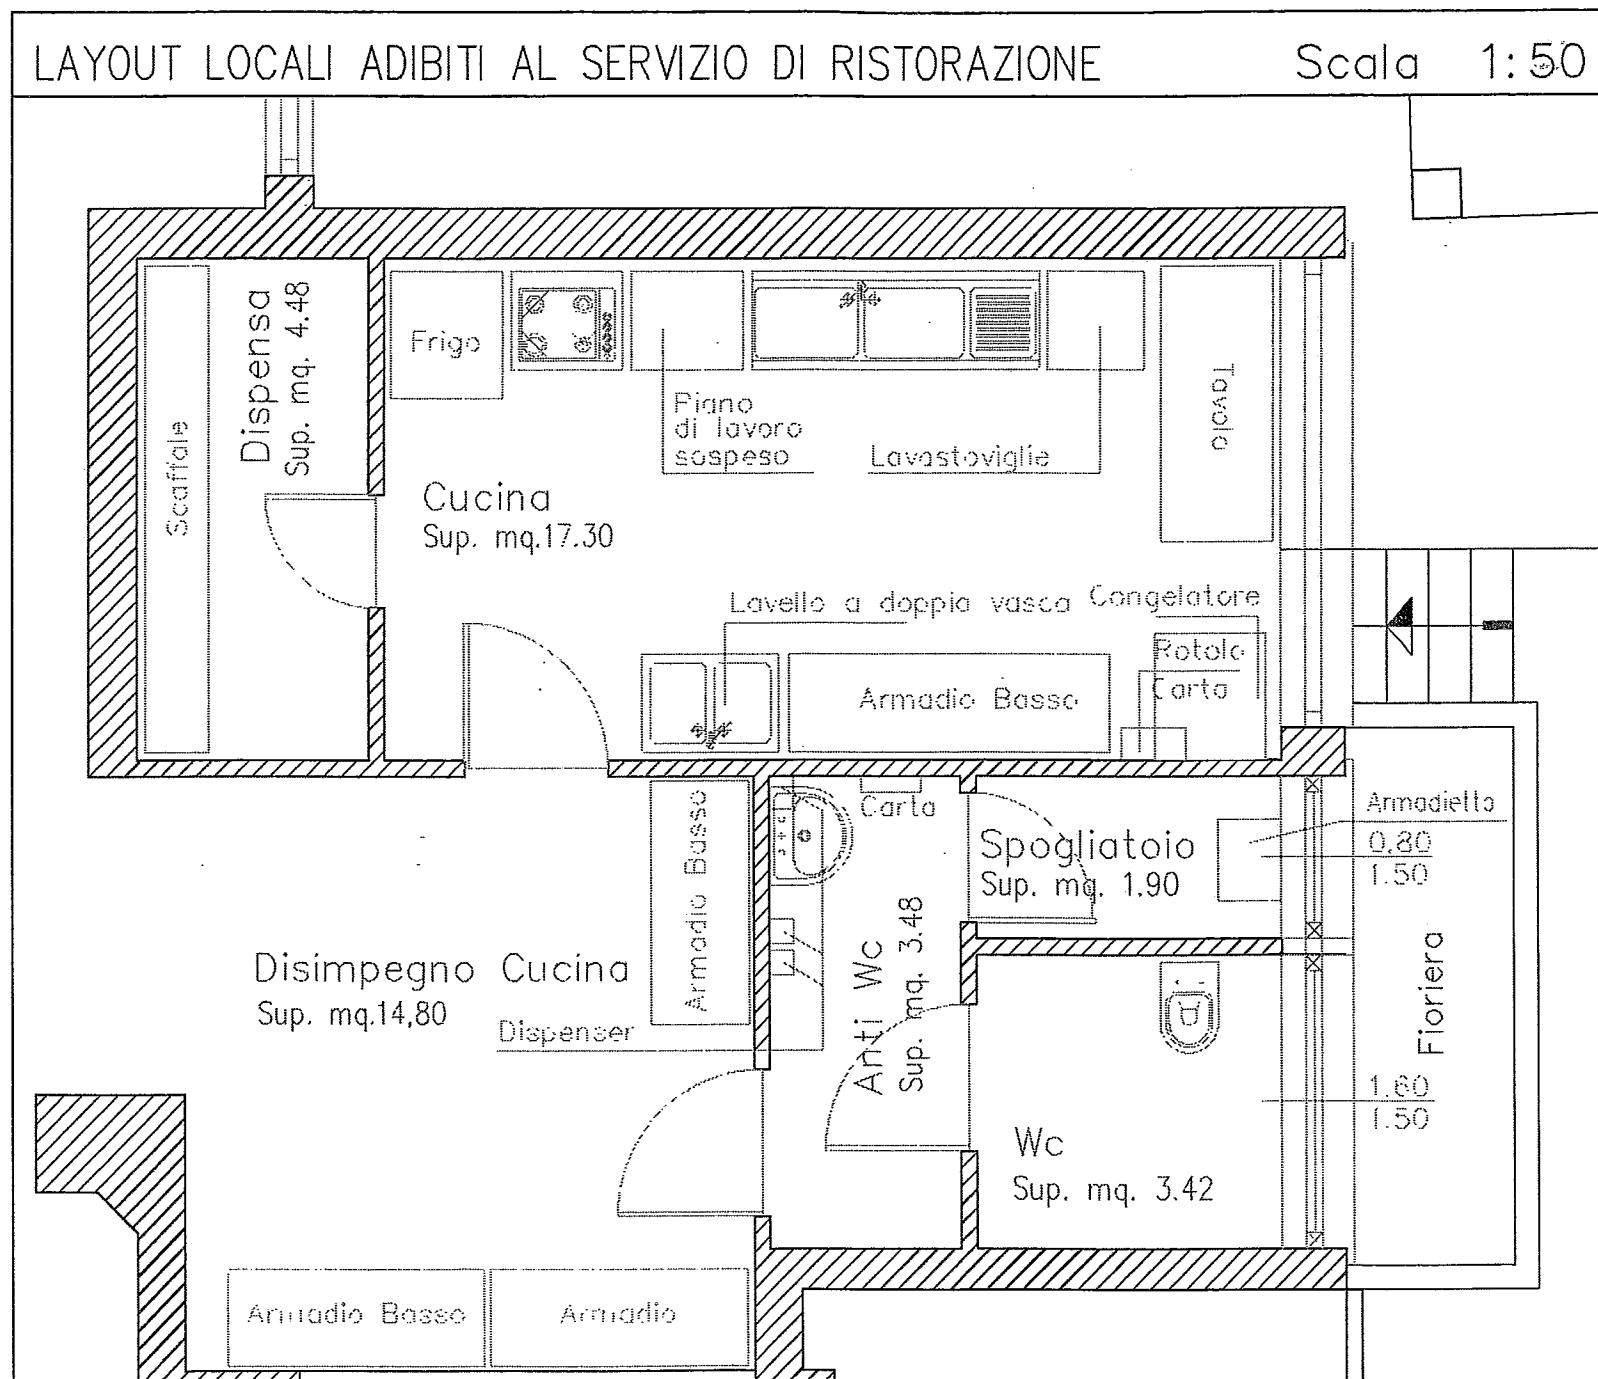 LAYOUT LOCALI ADIBITI AL SERVIZIO DI RISTORAZIONE
Scala 1:50
Dispensa
Sup. mq. 4.48
Scaffale
Frigo
Piano
di lavoro
sospeso
Lavastoviglie
Tavolo
Cucina
Sup. mq.17.30
Lavello a doppia vasca
Congelatore
Rotolo
Carta
Armadio Basso
Armadio Basso
Carta
Spogliatoio
Sup. mq. 1.90
Armadietto
0.80
1.50
Disimpegno Cucina
Sup. mq.14,80
Dispenser
Anti Wc
Sup. mq. 3.48
Fioriera
1.60
1.50
Wc
Sup. mq. 3.42
Armadio Basso
Armadio